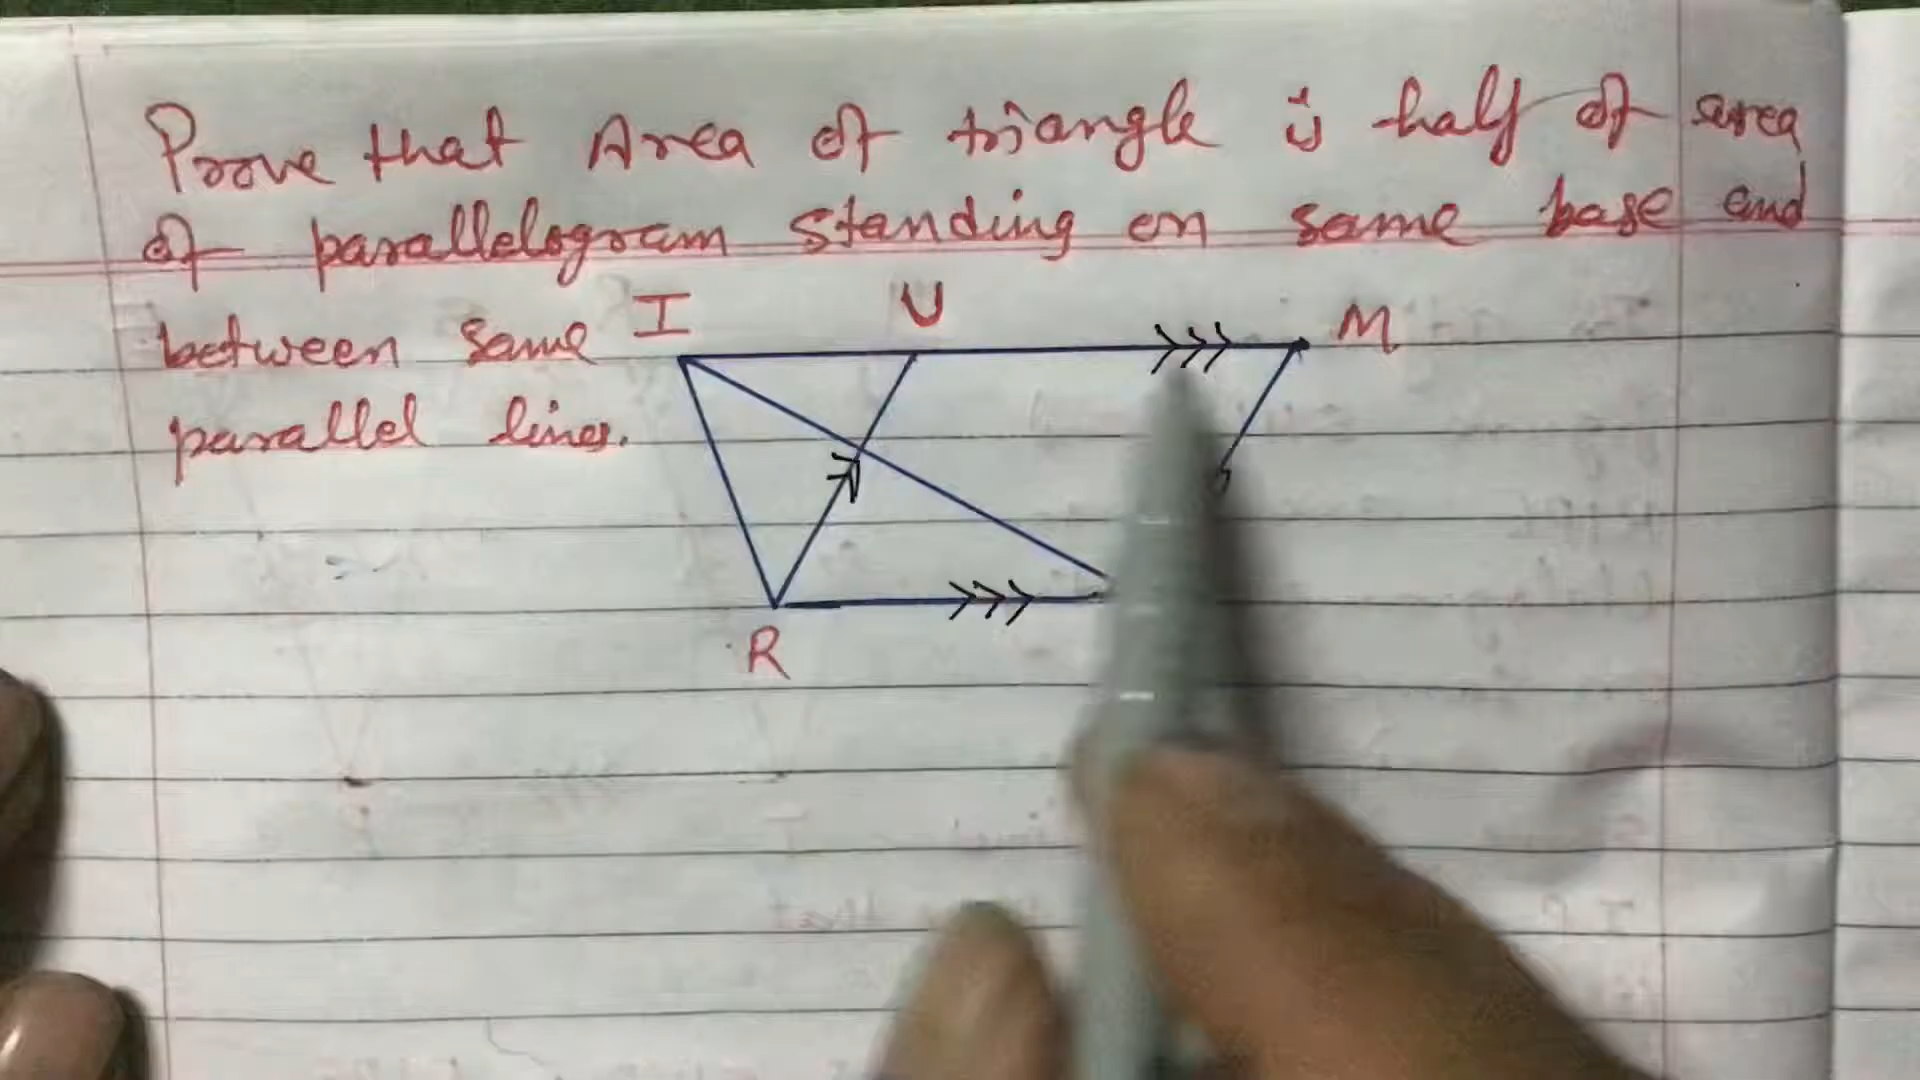 Prove that Area of triangle is half of area
of parallelogram standing on same base and
between same
parallel lines.
I U M
R